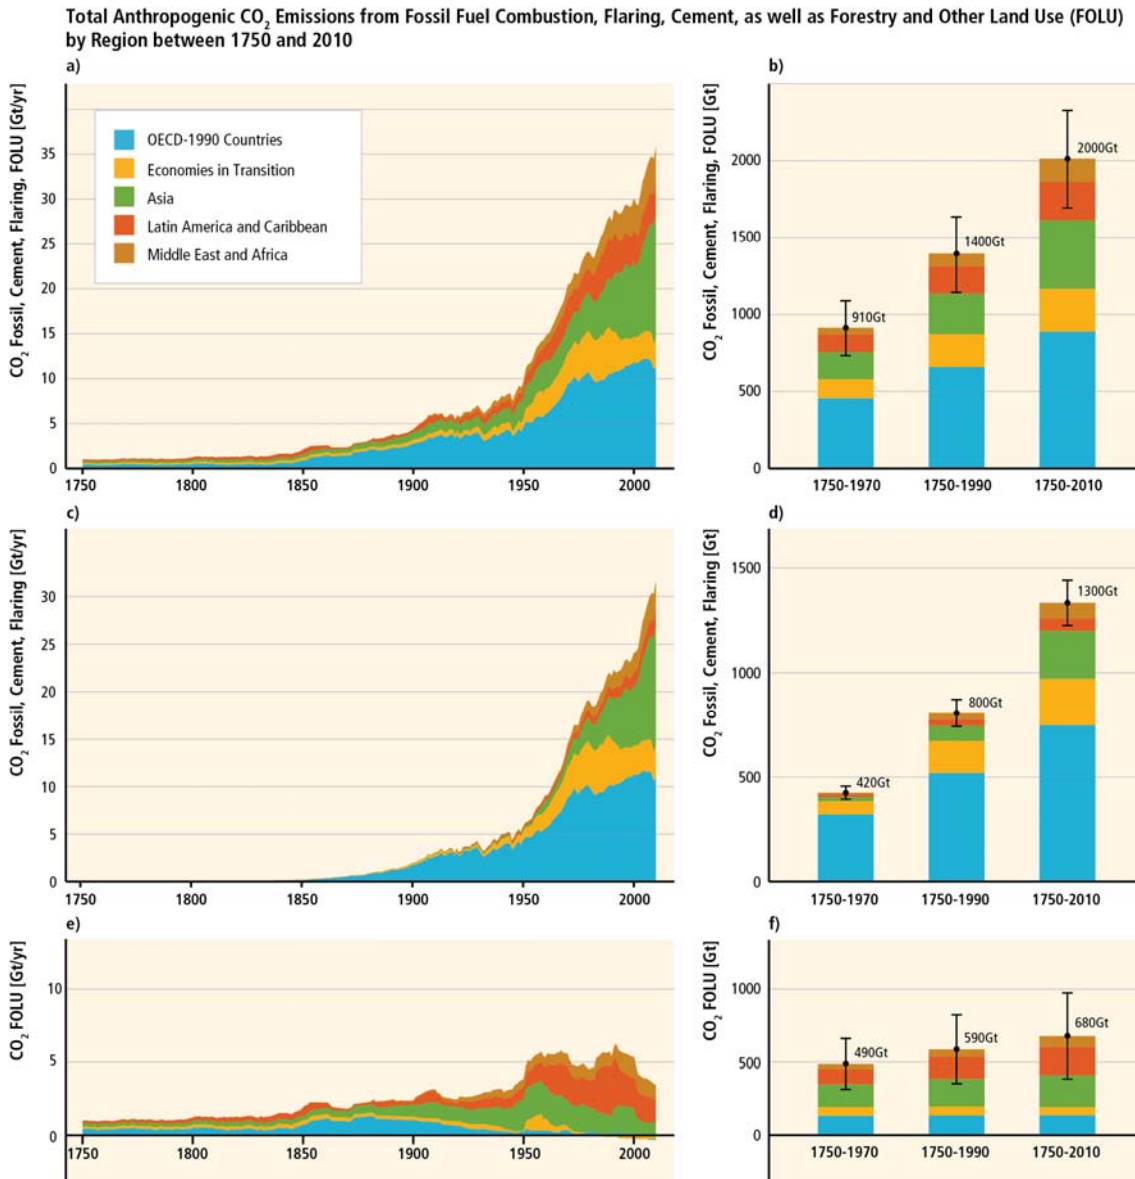 Total Anthropogenic CO₂ Emissions from Fossil Fuel Combustion, Flaring, Cement, as well as Forestry and Other Land Use (FOLU)
by Region between 1750 and 2010
a)
CO₂ Fossil, Cement, Flaring, FOLU [Gt/yr]
OECD-1990 Countries
Economies in Transition
Asia
Latin America and Caribbean
Middle East and Africa
35
30
25
20
15
10
5
0
1750 1800 1850 1900 1950 2000
b)
CO₂ Fossil, Cement, Flaring, FOLU [Gt]
2000
1500
1000
500
0
910Gt
1400Gt
2000Gt
1750-1970 1750-1990 1750-2010
c)
CO₂ Fossil, Cement, Flaring [Gt/yr]
30
25
20
15
10
5
0
1750 1800 1850 1900 1950 2000
d)
CO₂ Fossil, Cement, Flaring [Gt]
1500
1000
500
0
420Gt
800Gt
1300Gt
1750-1970 1750-1990 1750-2010
e)
CO₂ FOLU [Gt/yr]
10
5
0
1750 1800 1850 1900 1950 2000
f)
CO₂ FOLU [Gt]
1000
500
0
490Gt
590Gt
680Gt
1750-1970 1750-1990 1750-2010